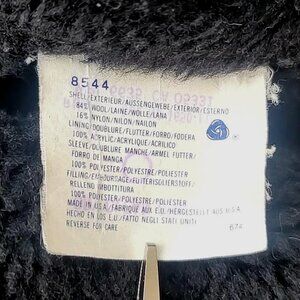 8544
SHELL/EXTERIEUR/AUSSENGEWEBE/EXTERIOR/ESTERNO
84% WOOL/LAINE/WOLLE/LANA
16% NYLON/NILON/NAILON
LINING/DOUBLURE/FUTTER/FORRO/FODERA
100% ACRYLIC/ACRYLIQUE/ACRILICO
SLEEVE/DOUBLURE MANCHE/ARMEL FUTTER/
FORRO DE MANGA
100% POLYESTER/POLYESTRE/POLIESTER
FILLING/EMBOURRAGE/FULTERISOLIERSTOFF/
RELLENO IMBOTTITURA
100% POLYESTER/POLYESTRE/POLIESTER
MADE IN U.S.A./FABRIQUE AUX E.U./HERGESTELLT AUS U.S.A.
HECHO EN LOS E.U./FATTO NEGLI STATI UNITI
REVERSE FOR CARE 674